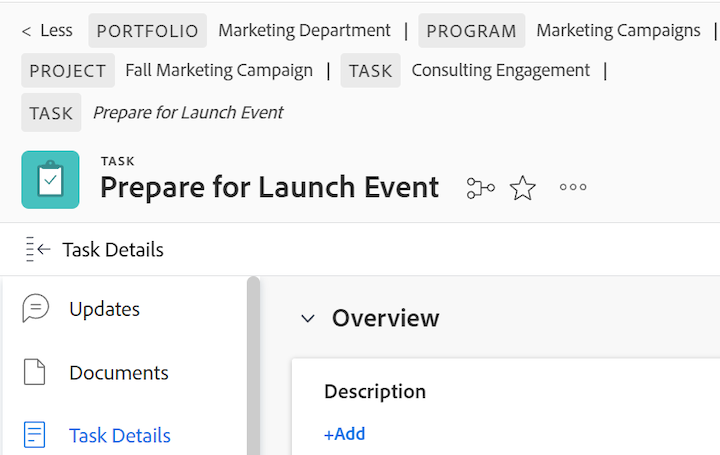 < Less PORTFOLIO Marketing Department | PROGRAM Marketing Campaigns |
PROJECT Fall Marketing Campaign | TASK Consulting Engagement |
TASK Prepare for Launch Event
TASK
Prepare for Launch Event
Task Details
Updates
Overview
Documents
Description
Task Details
+Add